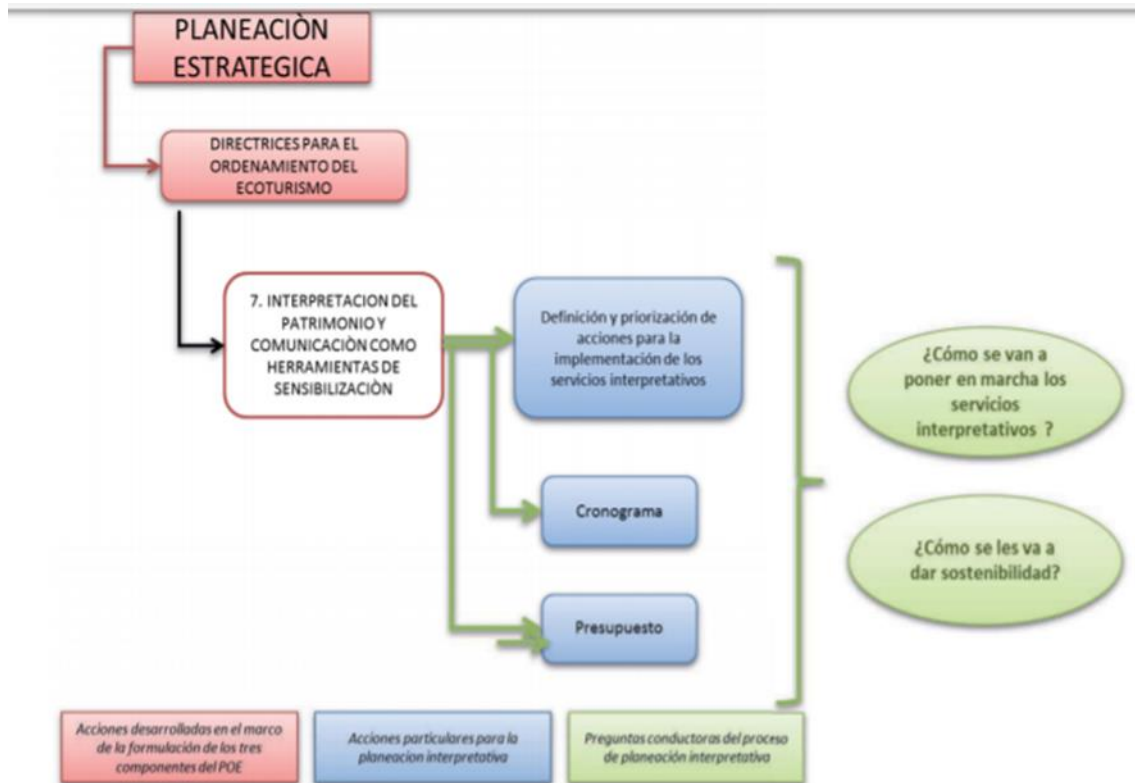 PLANEACIÒN
ESTRATEGICA
DIRECTRICES PARA EL
ORDENAMIENTO DEL
ECOTURISMO
7. INTERPRETACION DEL
PATRIMONIO Y
COMUNICACIÒN COMO
HERRAMIENTAS DE
SENSIBILIZACIÒN
Definición y priorización de
acciones para la
implementación de los
servicios interpretativos
Cronograma
Presupuesto
¿Cómo se van a
poner en marcha los
servicios
interpretativos ?
¿Cómo se les va a
dar sostenibilidad?
Acciones desarrolladas en el marco
de la formulación de los tres
componentes del POE
Acciones particulares para la
planeacion interpretativa
Preguntas conductoras del proceso
de planeación interpretativa